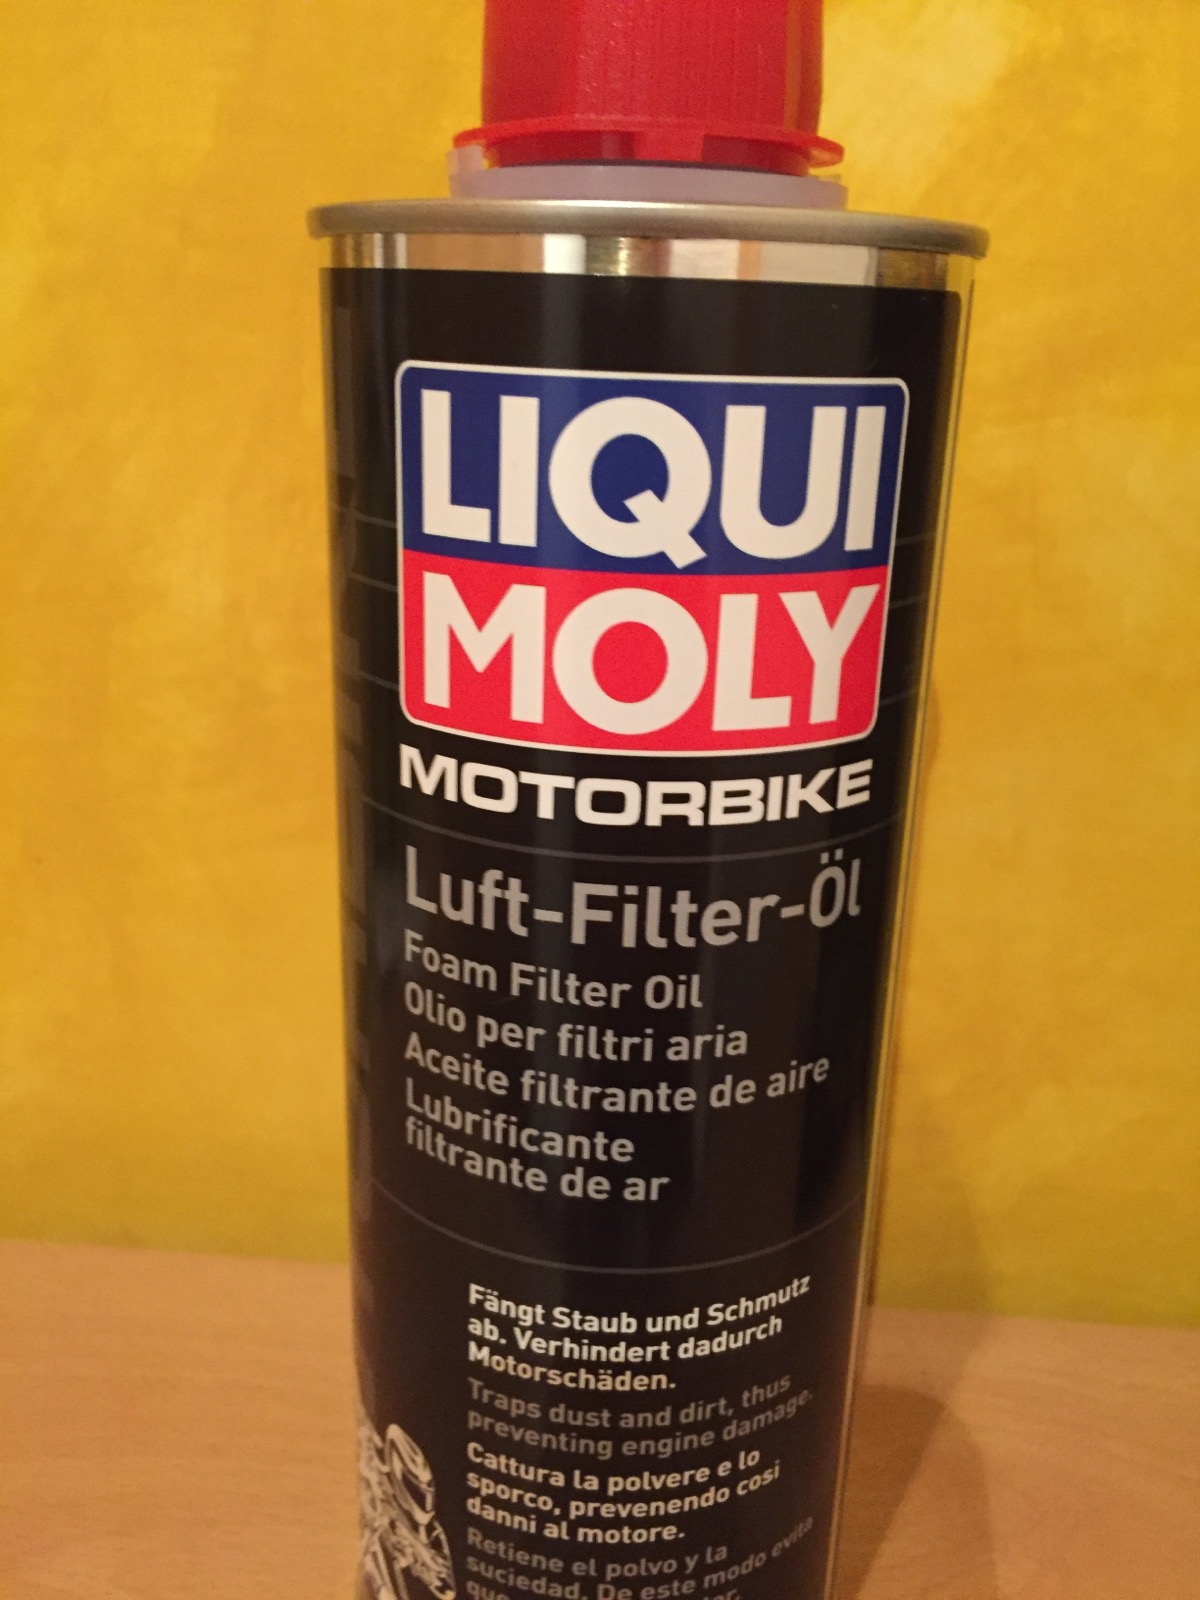 LIQUI
MOLY
MOTORBIKE
Luft-Filter-Öl
Foam Filter Oil
Olio per filtri aria
Aceite filtrante de aire
Lubrificante
filtrante de ar
Fängt Staub und Schmutz
ab. Verhindert dadurch
Motorschäden.
Traps dust and dirt, thus
preventing engine damage.
Cattura la polvere e lo
sporco, prevenendo così
danni al motore.
Retiene el polvo y la
suciedad. De este modo evita
que